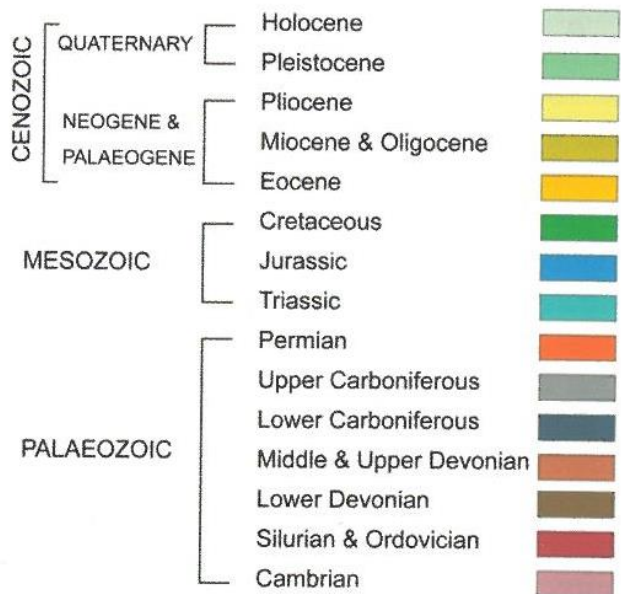 CENOZOIC
QUATERNARY
Holocene
Pleistocene
NEOGENE &
PALAEOGENE
Pliocene
Miocene & Oligocene
Eocene
MESOZOIC
Cretaceous
Jurassic
Triassic
PALAEOZOIC
Permian
Upper Carboniferous
Lower Carboniferous
Middle & Upper Devonian
Lower Devonian
Silurian & Ordovician
Cambrian